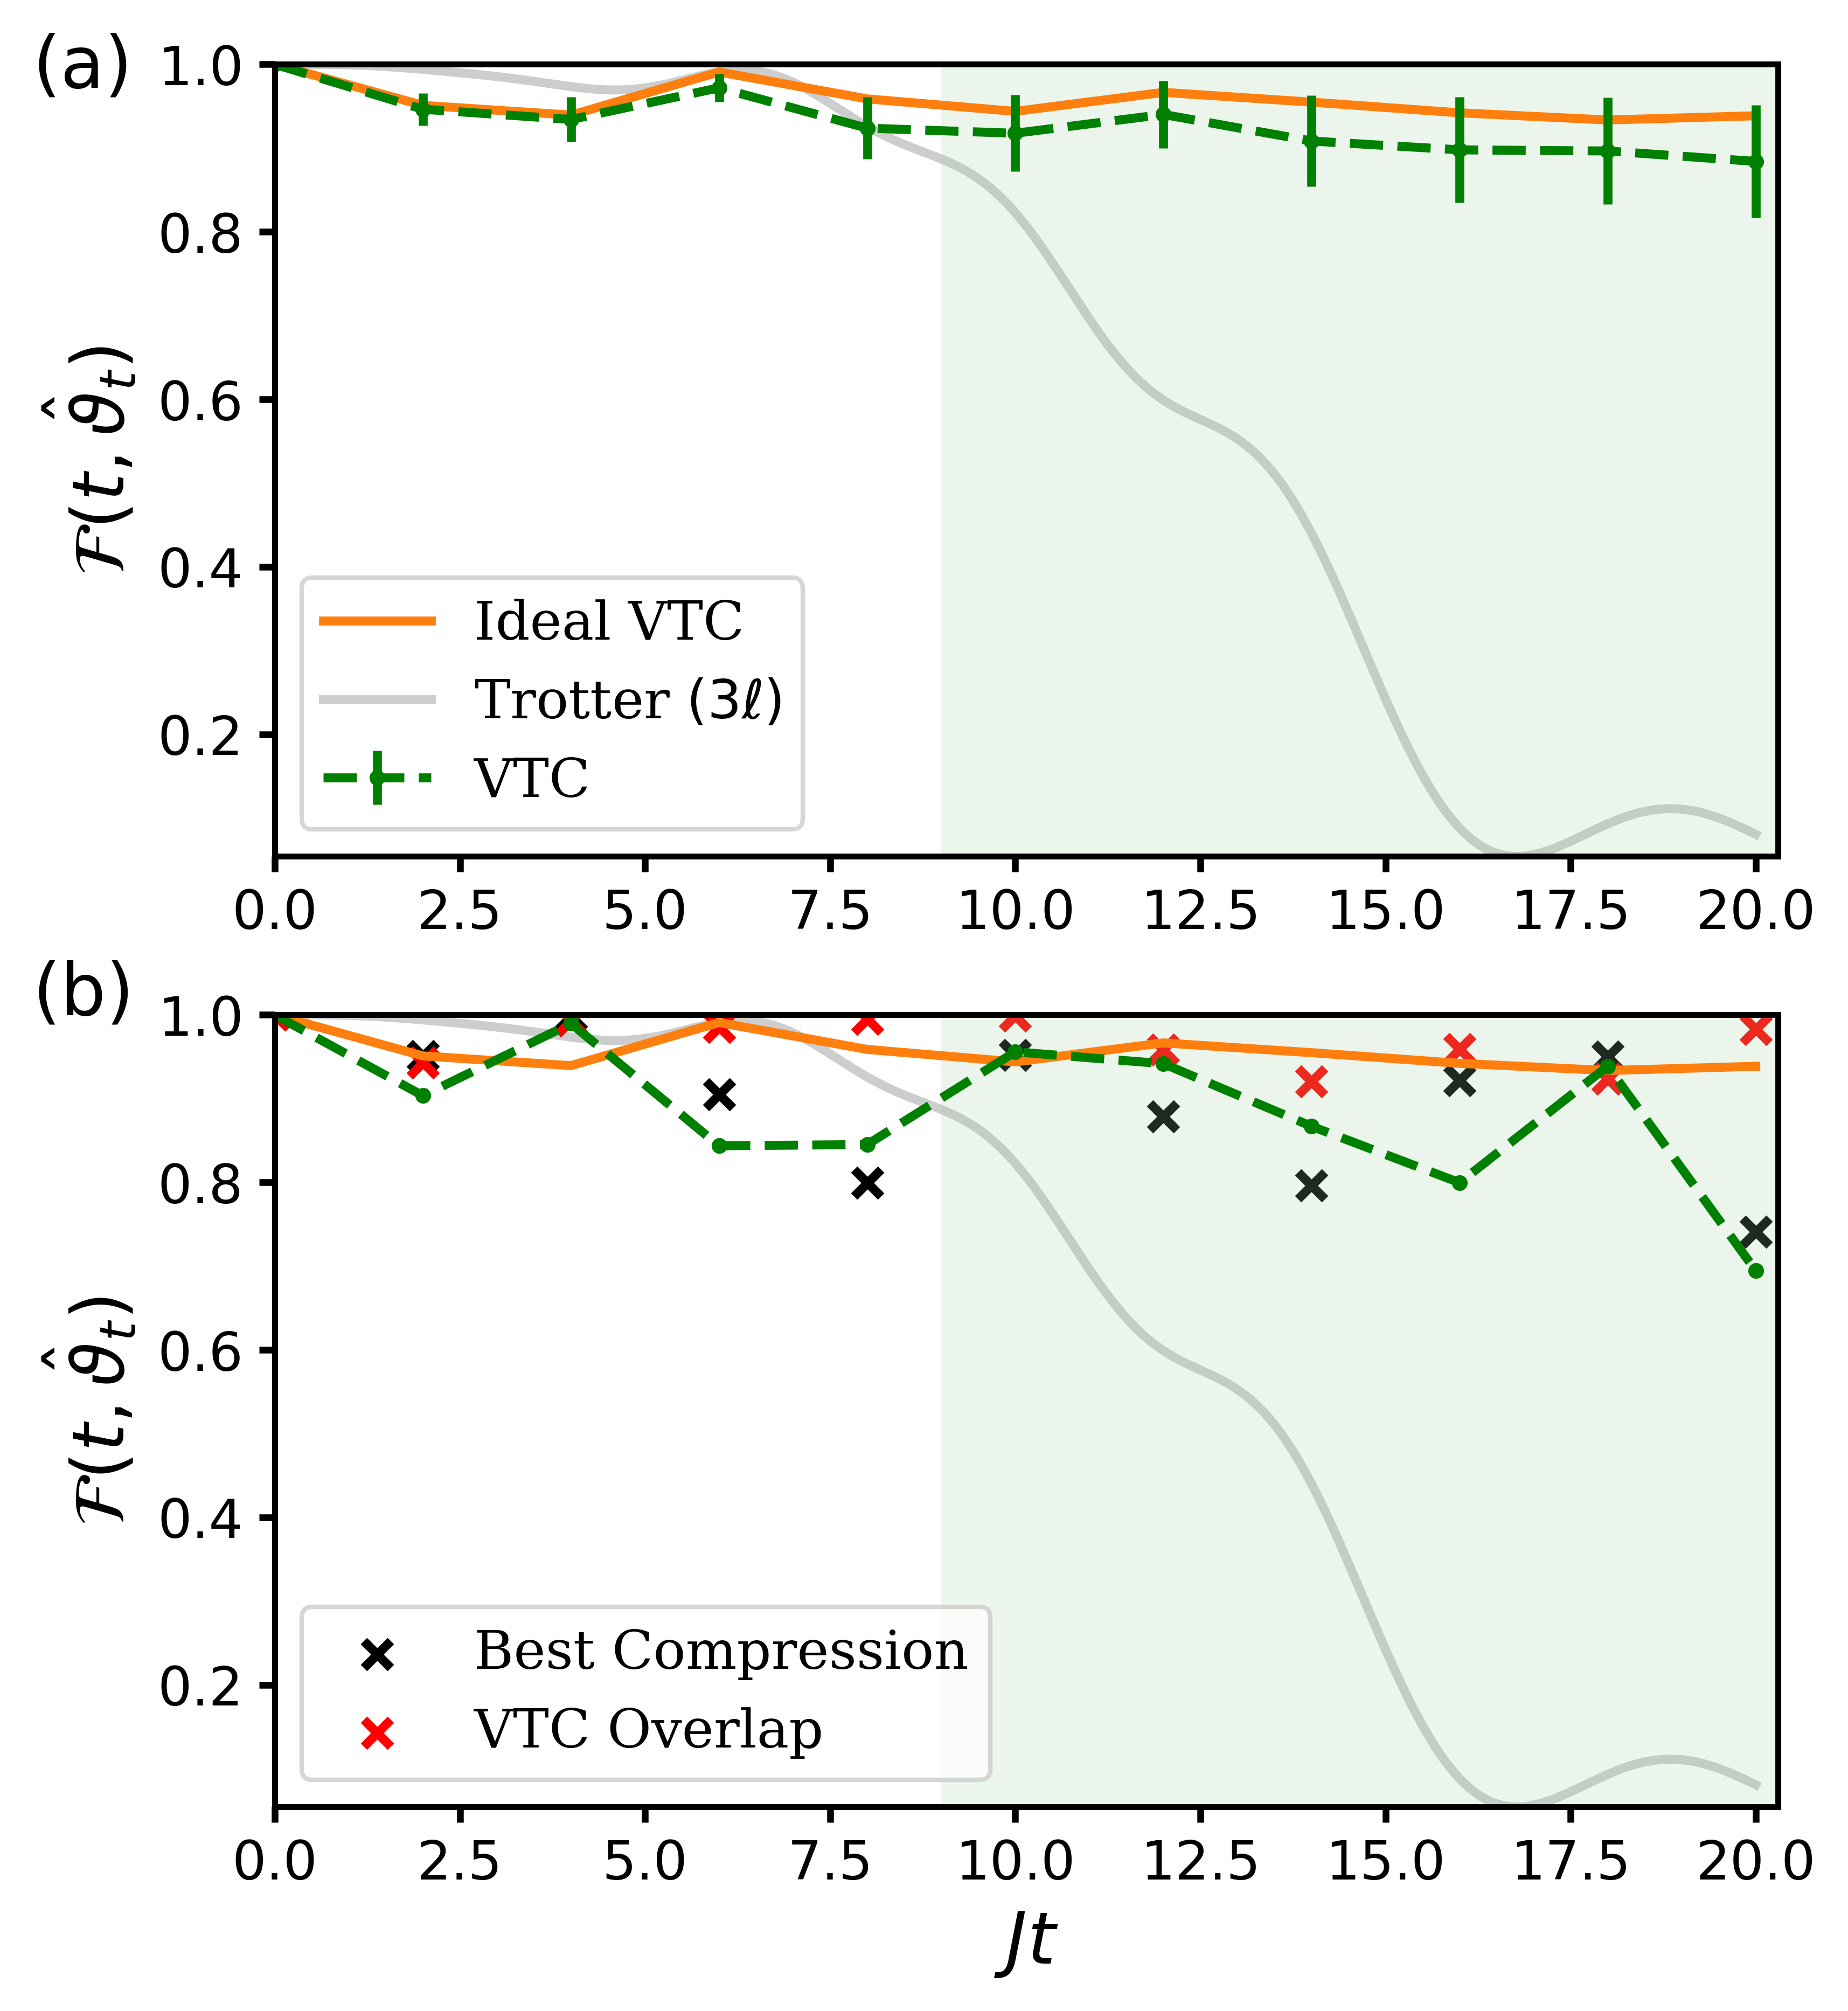 (a)
1.0
0.8
0.6
0.4
0.2
ℱ(t, ϑ̂ₜ)
Ideal VTC
Trotter (3ℓ)
VTC
0.0 2.5 5.0 7.5 10.0 12.5 15.0 17.5 20.0
(b)
1.0
0.8
0.6
0.4
0.2
ℱ(t, ϑ̂ₜ)
Best Compression
VTC Overlap
0.0 2.5 5.0 7.5 10.0 12.5 15.0 17.5 20.0
Jt